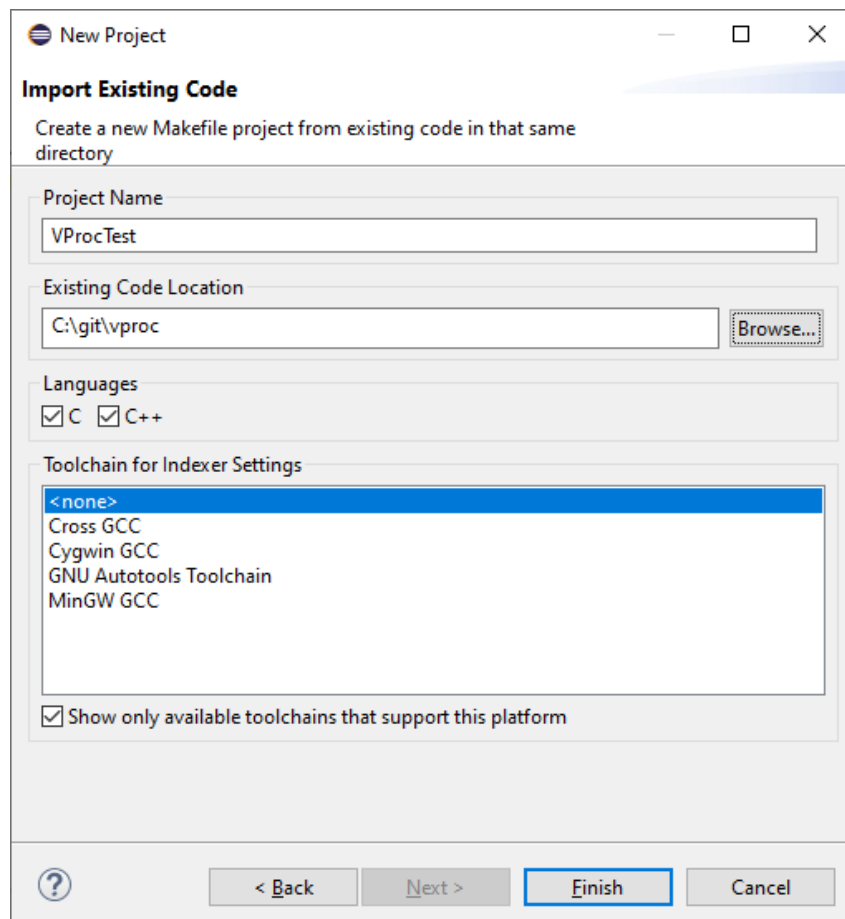 New Project
Import Existing Code
Create a new Makefile project from existing code in that same
directory
Project Name
VProcTest
Existing Code Location
C:\git\vproc
Browse...
Languages
C C++
Toolchain for Indexer Settings
<none>
Cross GCC
Cygwin GCC
GNU Autotools Toolchain
MinGW GCC
Show only available toolchains that support this platform
? < Back Next > Finish Cancel